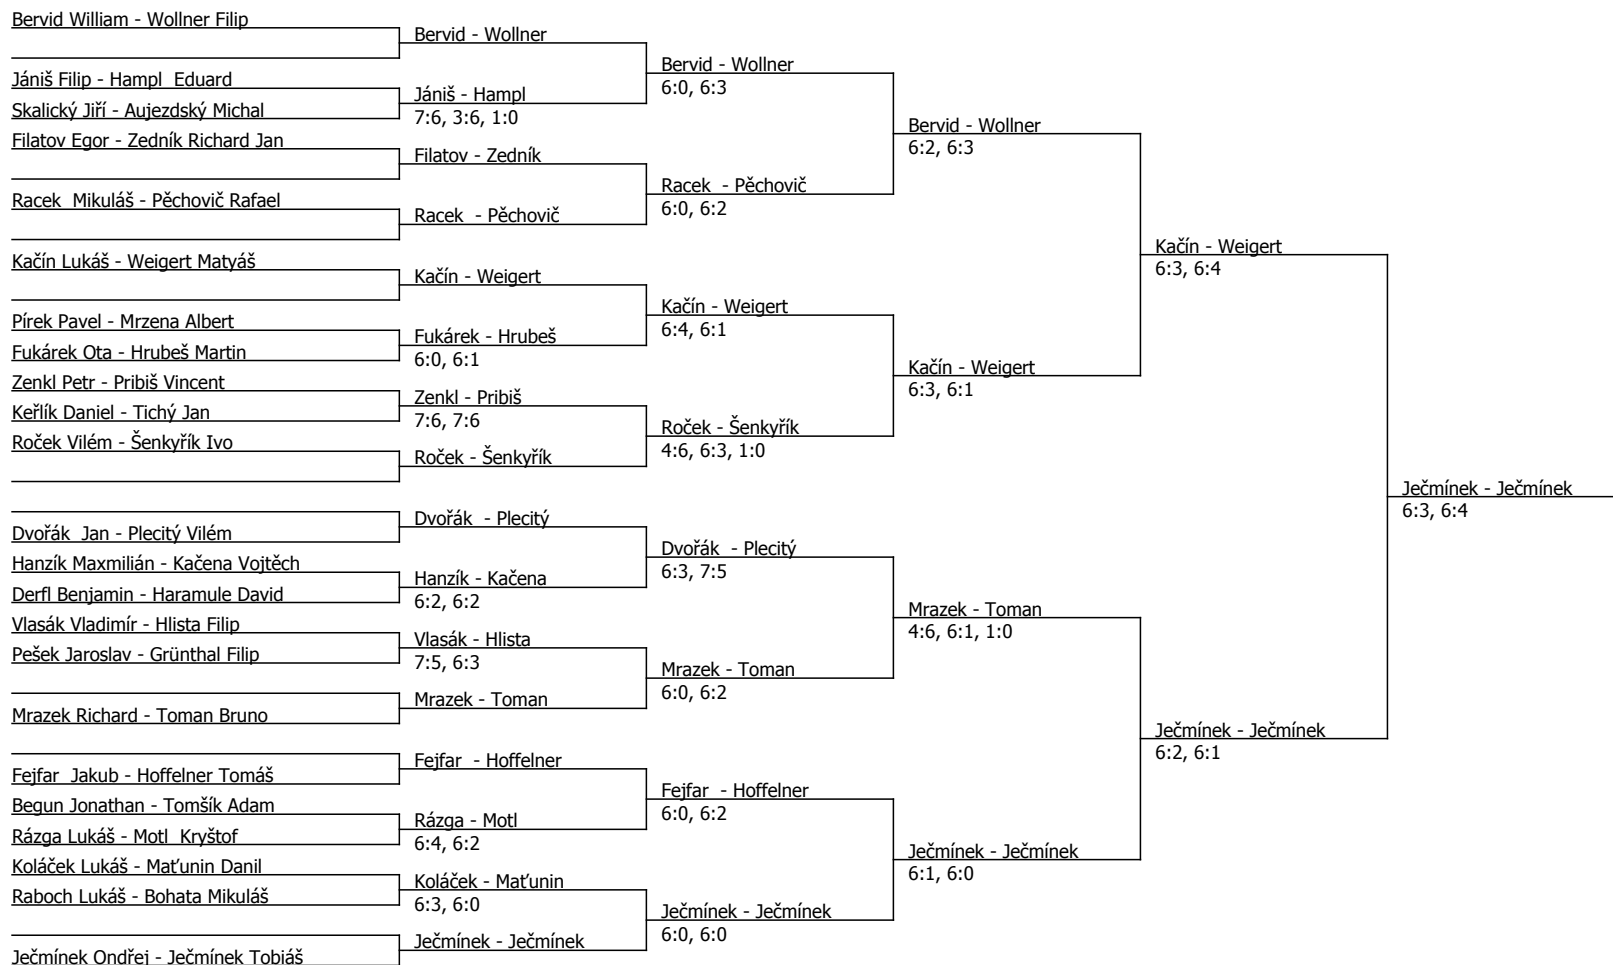 Bervid William - Wollner Filip
Jániš Filip - Hampl  Eduard
Skalický Jiří - Aujezdský Michal
Filatov Egor - Zedník Richard Jan
Racek  Mikuláš - Pěchovič Rafael
Kačín Lukáš - Weigert Matyáš
Pírek Pavel - Mrzena Albert
Fukárek Ota - Hrubeš Martin
Zenkl Petr - Pribiš Vincent
Keřlík Daniel - Tichý Jan
Roček Vilém - Šenkyřík Ivo
Dvořák  Jan - Plecitý Vilém
Hanzík Maxmilián - Kačena Vojtěch
Derfl Benjamin - Haramule David
Vlasák Vladimír - Hlista Filip
Pešek Jaroslav - Grünthal Filip
Mrazek Richard - Toman Bruno
Fejfar  Jakub - Hoffelner Tomáš
Begun Jonathan - Tomšík Adam
Rázga Lukáš - Motl  Kryštof
Koláček Lukáš - Maťunin Danil
Raboch Lukáš - Bohata Mikuláš
Ječmínek Ondřej - Ječmínek Tobiáš
Bervid - Wollner
Jániš - Hampl
7:6, 3:6, 1:0
Filatov - Zedník
Racek  - Pěchovič
Kačín - Weigert
Fukárek - Hrubeš
6:0, 6:1
Zenkl - Pribiš
7:6, 7:6
Roček - Šenkyřík
Dvořák  - Plecitý
Hanzík - Kačena
6:2, 6:2
Vlasák - Hlista
7:5, 6:3
Mrazek - Toman
Fejfar  - Hoffelner
Rázga - Motl
6:4, 6:2
Koláček - Maťunin
6:3, 6:0
Ječmínek - Ječmínek
Bervid - Wollner
6:0, 6:3
Racek  - Pěchovič
6:0, 6:2
Kačín - Weigert
6:4, 6:1
Roček - Šenkyřík
4:6, 6:3, 1:0
Dvořák  - Plecitý
6:3, 7:5
Mrazek - Toman
6:0, 6:2
Fejfar  - Hoffelner
6:0, 6:2
Ječmínek - Ječmínek
6:0, 6:0
Bervid - Wollner
6:2, 6:3
Kačín - Weigert
6:3, 6:1
Mrazek - Toman
4:6, 6:1, 1:0
Ječmínek - Ječmínek
6:1, 6:0
Kačín - Weigert
6:3, 6:4
Ječmínek - Ječmínek
6:2, 6:1
Ječmínek - Ječmínek
6:3, 6:4